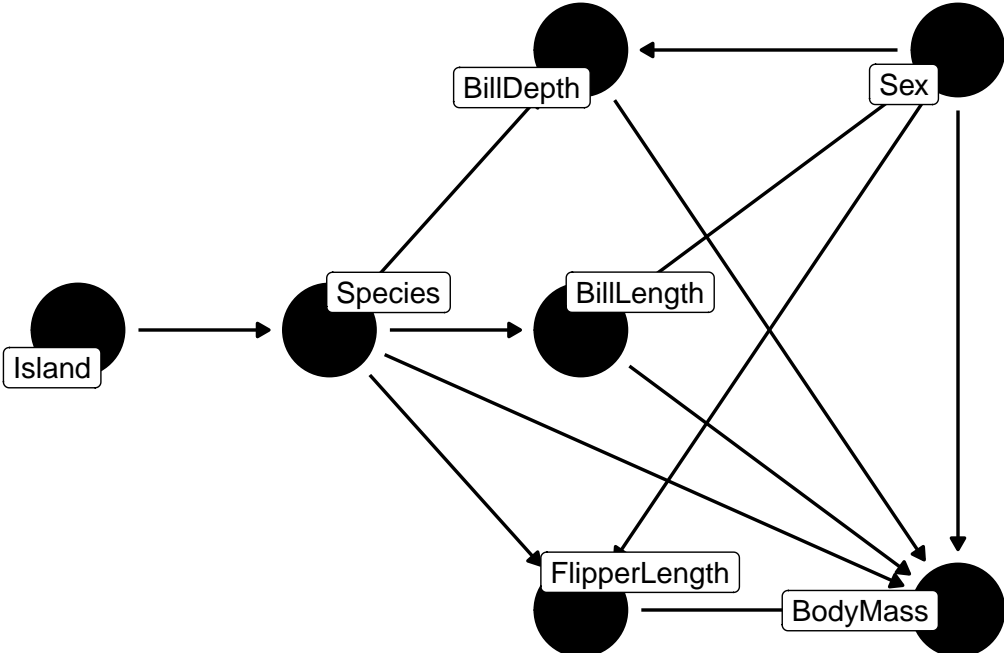 BillDepth
Sex
Species
BillLength
Island
FlipperLength
BodyMass